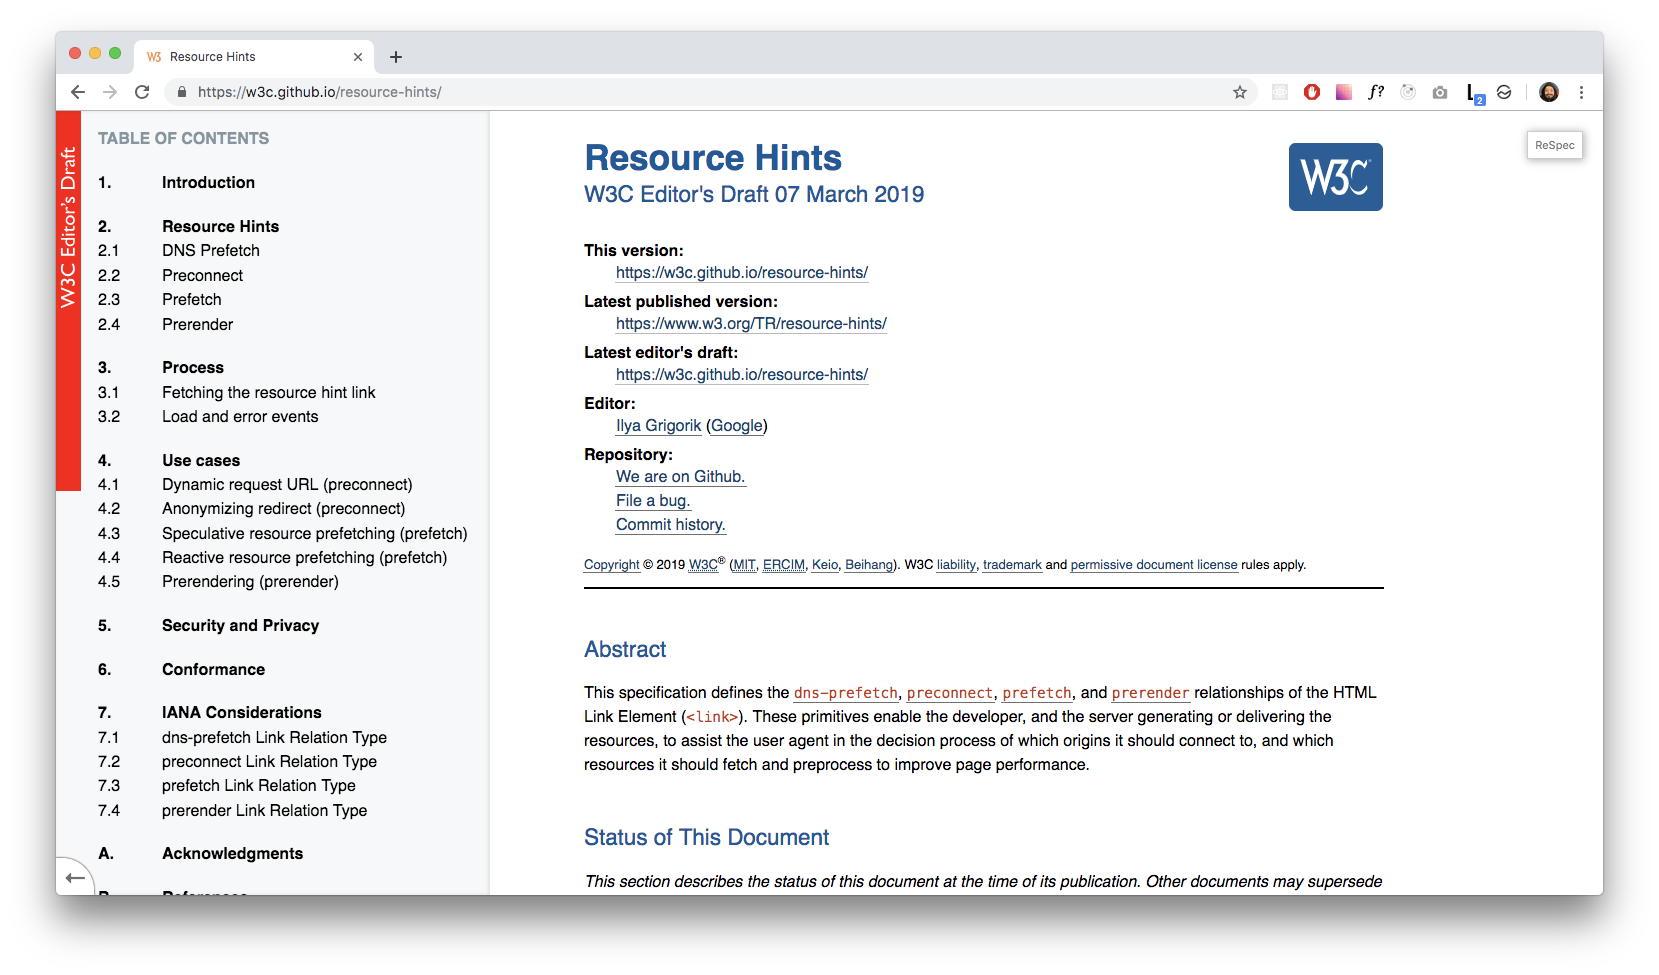 Resource Hints
https://w3c.github.io/resource-hints/
f?
2
W3C Editor's Draft
TABLE OF CONTENTS
1. Introduction
2. Resource Hints
2.1 DNS Prefetch
2.2 Preconnect
2.3 Prefetch
2.4 Prerender
3. Process
3.1 Fetching the resource hint link
3.2 Load and error events
4. Use cases
4.1 Dynamic request URL (preconnect)
4.2 Anonymizing redirect (preconnect)
4.3 Speculative resource prefetching (prefetch)
4.4 Reactive resource prefetching (prefetch)
4.5 Prerendering (prerender)
5. Security and Privacy
6. Conformance
7. IANA Considerations
7.1 dns-prefetch Link Relation Type
7.2 preconnect Link Relation Type
7.3 prefetch Link Relation Type
7.4 prerender Link Relation Type
A. Acknowledgments
Resource Hints
W3C
ReSpec
W3C Editor's Draft 07 March 2019
This version:
https://w3c.github.io/resource-hints/
Latest published version:
https://www.w3.org/TR/resource-hints/
Latest editor's draft:
https://w3c.github.io/resource-hints/
Editor:
Ilya Grigorik (Google)
Repository:
We are on Github.
File a bug.
Commit history.
Copyright © 2019 W3C® (MIT, ERCIM, Keio, Beihang). W3C liability, trademark and permissive document license rules apply.
Abstract
This specification defines the dns-prefetch, preconnect, prefetch, and prerender relationships of the HTML
Link Element (<link>). These primitives enable the developer, and the server generating or delivering the
resources, to assist the user agent in the decision process of which origins it should connect to, and which
resources it should fetch and preprocess to improve page performance.
Status of This Document
This section describes the status of this document at the time of its publication. Other documents may supersede